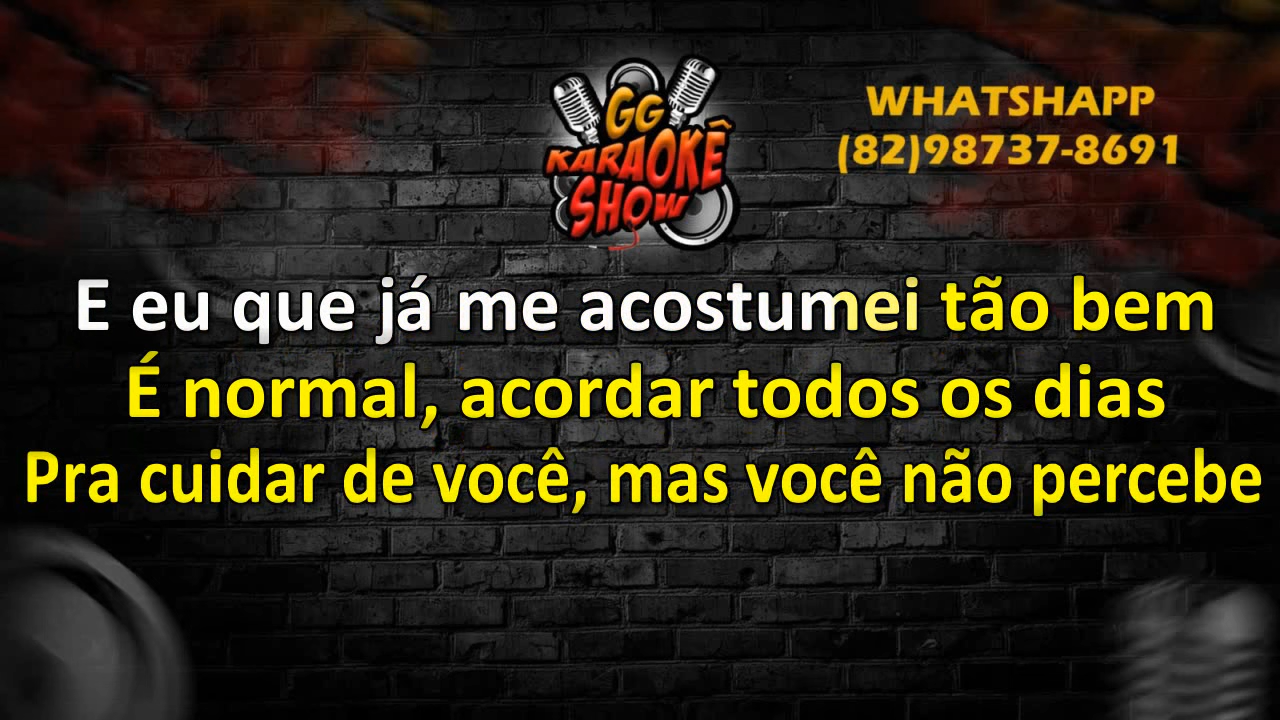 GG
KARAOKÊ
SHOW
WHATSHAPP
(82)98737-8691
E eu que já me acostumei tão bem
É normal, acordar todos os dias
Pra cuidar de você, mas você não percebe